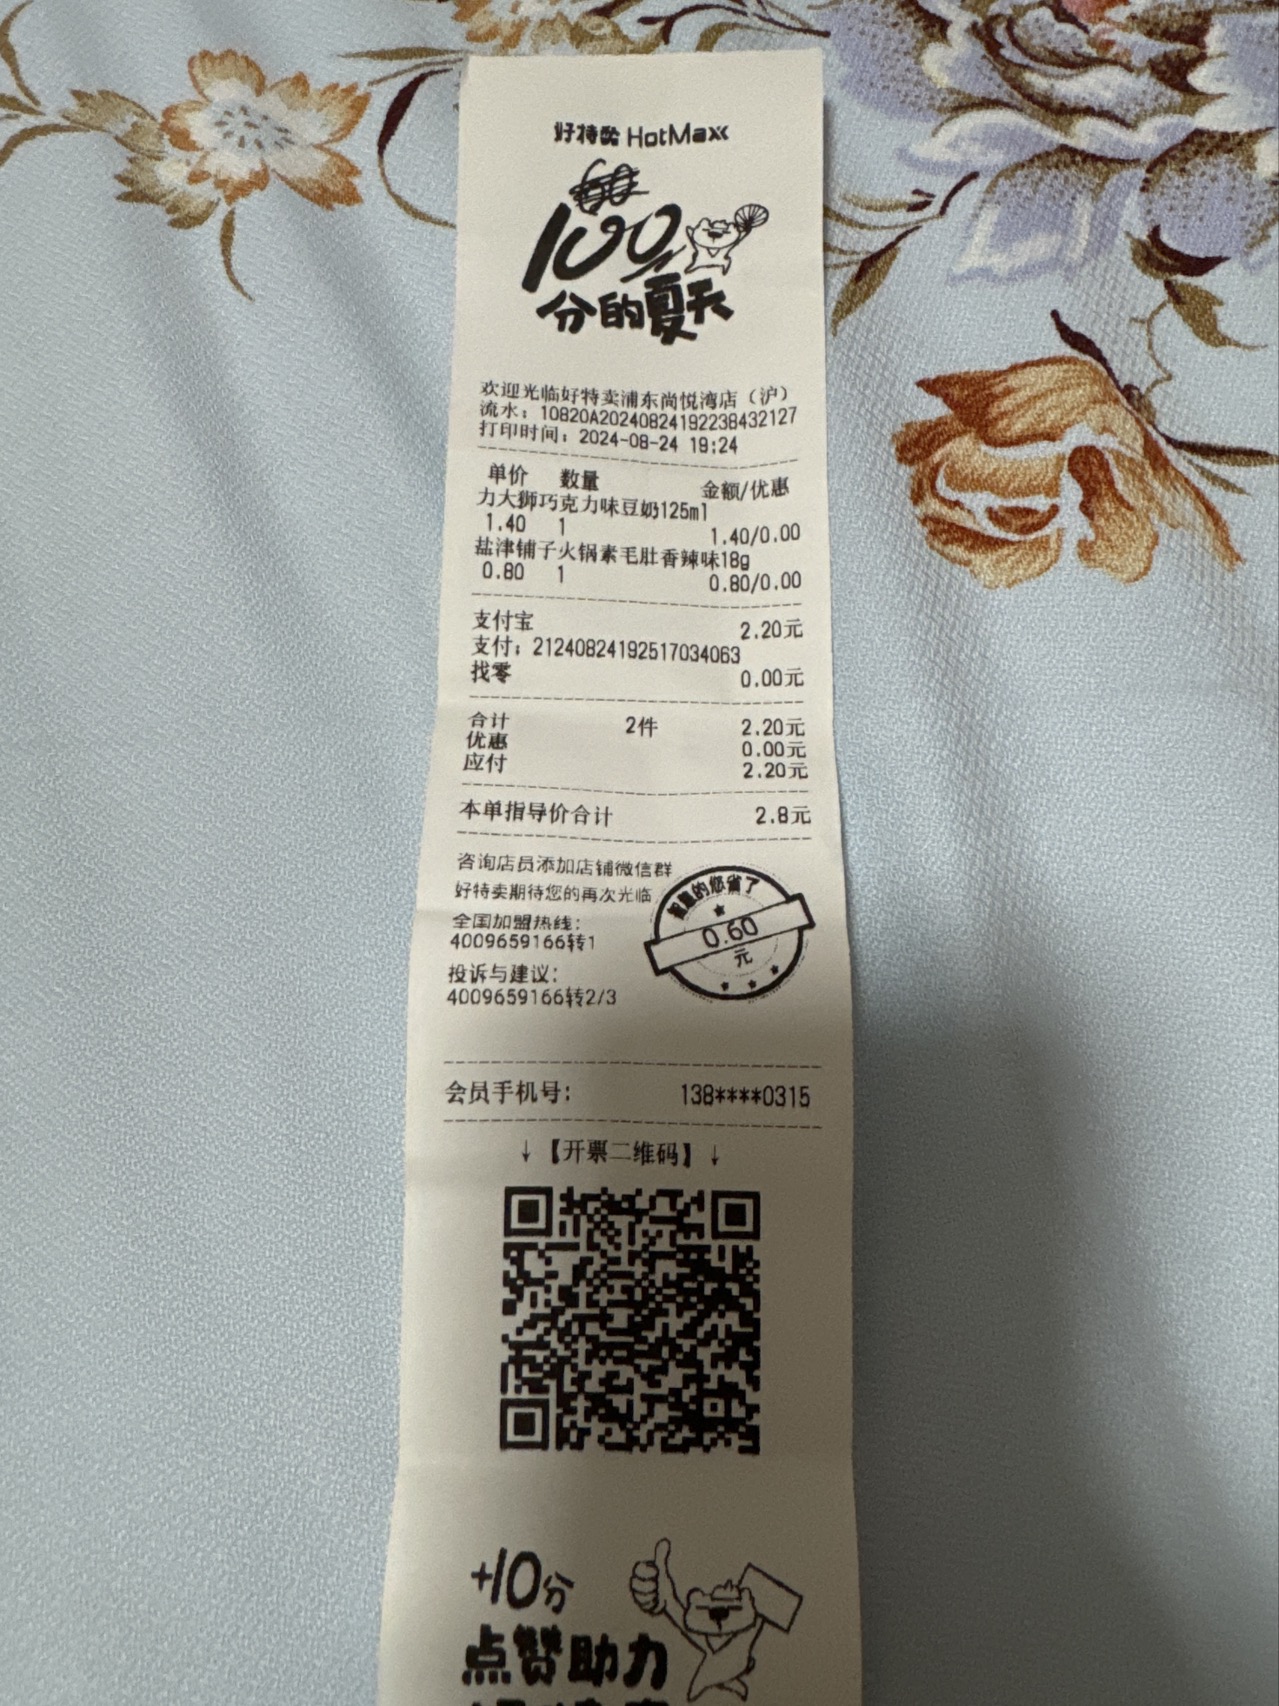 好特卖 HotMaxx
100分
的夏天
欢迎光临好特卖浦东尚悦湾店（沪）
流水：10820A2024082419223843​2127
打印时间：2024-08-24 19:24
单价 数量 金额/优惠
力大狮巧克力味豆奶125ml
1.40 1 1.40/0.00
盐津铺子火锅素毛肚香辣味18g
0.80 1 0.80/0.00
支付宝 2.20元
支付：21240824192517034063
找零 0.00元
合计 2件 2.20元
优惠 0.00元
应付 2.20元
本单指导价合计 2.8元
咨询店员添加店铺微信群
好特卖期待您的再次光临
全国加盟热线：
4009659166转1
投诉与建议：
4009659166转2/3
的您省了
0.60
元
会员手机号： 138****0315
↓【开票二维码】↓
+10分
点赞助力